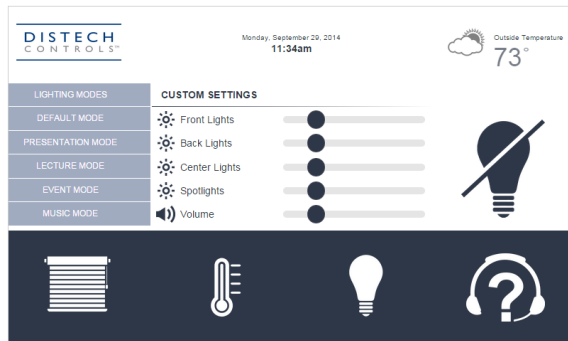 DISTECH
CONTROLS™
Monday, September 29, 2014
11:34am
Outside Temperature
73°
LIGHTING MODES
DEFAULT MODE
PRESENTATION MODE
LECTURE MODE
EVENT MODE
MUSIC MODE
CUSTOM SETTINGS
Front Lights
Back Lights
Center Lights
Spotlights
Volume
?